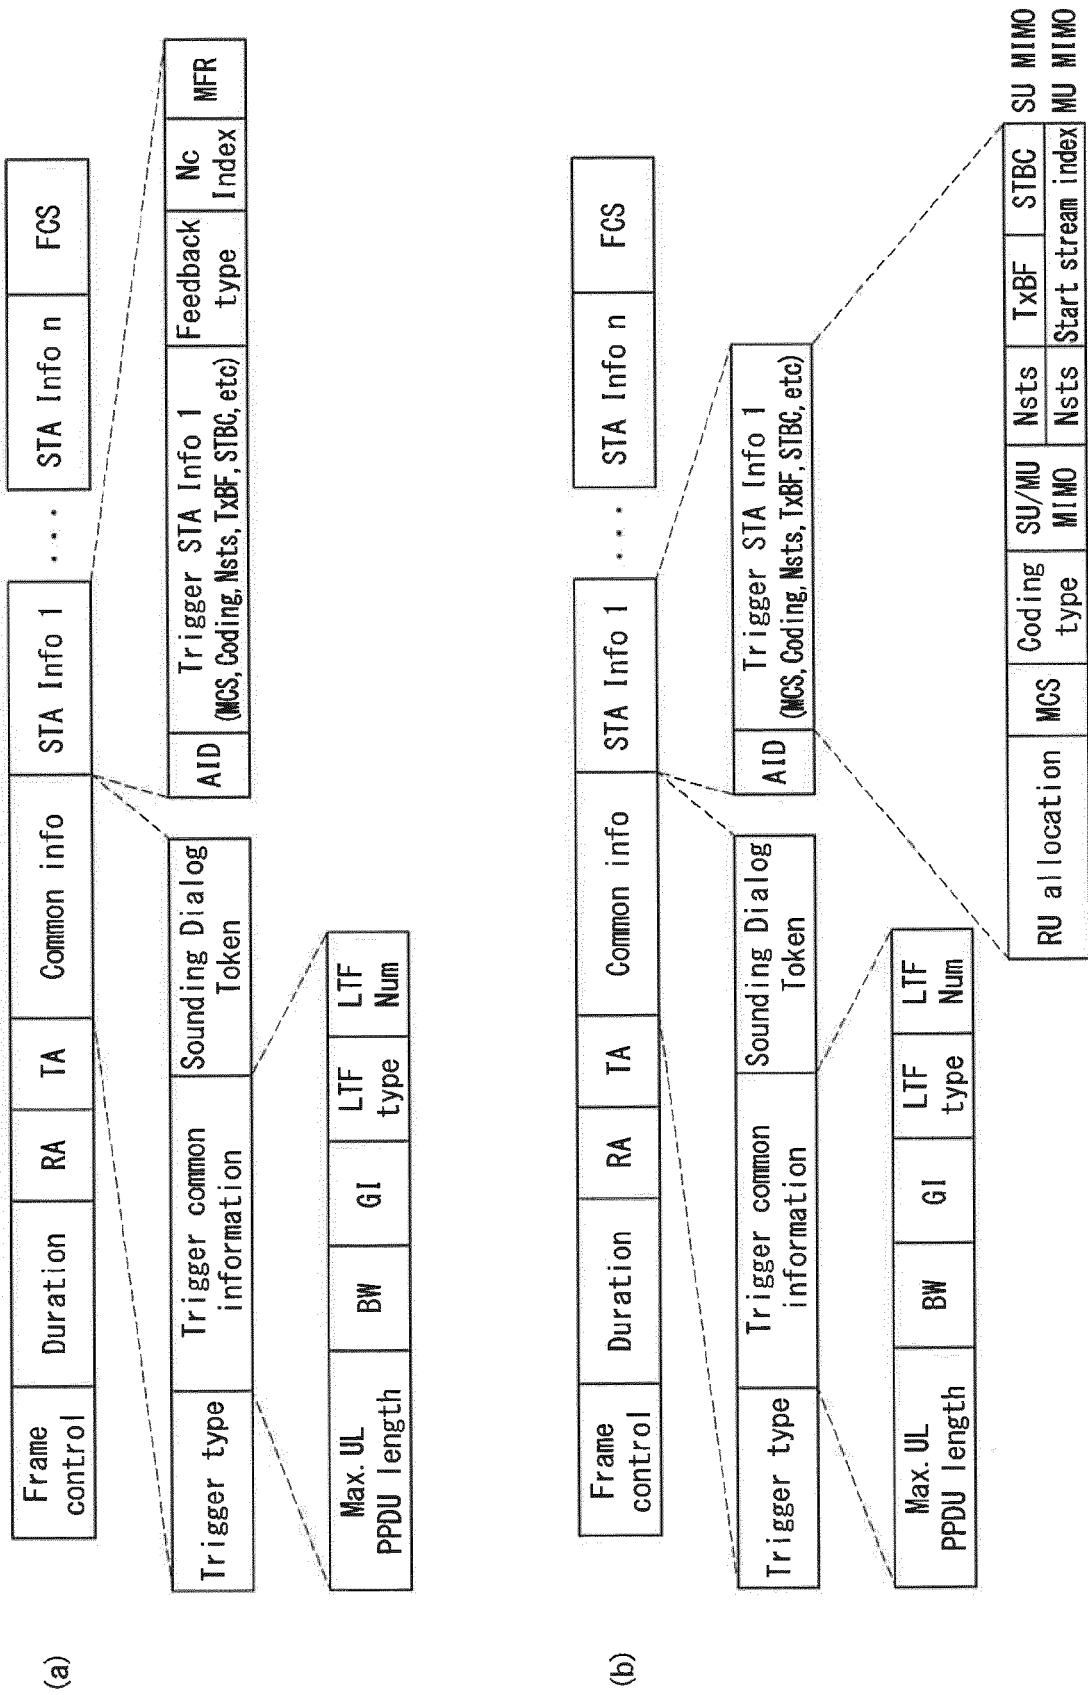 (a)
Frame control
Duration
RA
TA
Common info
STA Info 1
...
STA Info n
FCS
Trigger type
Trigger common information
Sounding Dialog Token
AID
Trigger STA Info 1
(MCS, Coding, Nsts, TxBF, STBC, etc)
Feedback type
Nc Index
MFR
Max. UL PPDU length
BW
GI
LTF type
LTF Num
(b)
Frame control
Duration
RA
TA
Common info
STA Info 1
...
STA Info n
FCS
Trigger type
Trigger common information
Sounding Dialog Token
AID
Trigger STA Info 1
(MCS, Coding, Nsts, TxBF, STBC, etc)
Max. UL PPDU length
BW
GI
LTF type
LTF Num
RU allocation
MCS
Coding type
SU/MU MIMO
Nsts
TxBF
STBC
SU MIMO
Nsts
Start stream index
MU MIMO